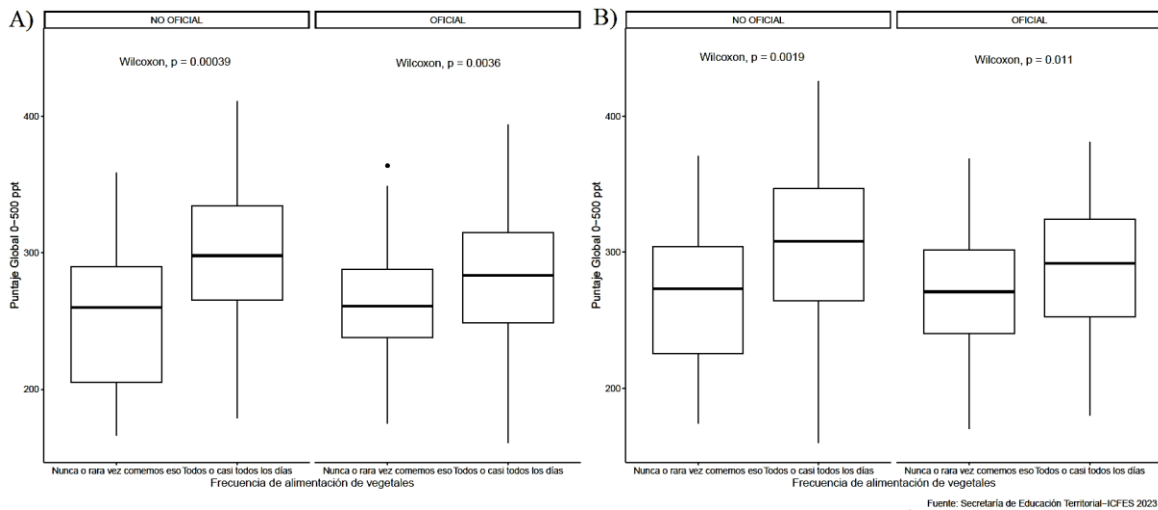 A)
NO OFICIAL
OFICIAL
Wilcoxon, p = 0.00039
Wilcoxon, p = 0.0036
Puntaje Global 0−500 ppt
400
300
200
Nunca o rara vez comemos eso Todos o casi todos los días
Nunca o rara vez comemos eso Todos o casi todos los días
Frecuencia de alimentación de vegetales
B)
NO OFICIAL
OFICIAL
Wilcoxon, p = 0.0019
Wilcoxon, p = 0.011
Puntaje Global 0−500 ppt
400
300
200
Nunca o rara vez comemos eso Todos o casi todos los días
Nunca o rara vez comemos eso Todos o casi todos los días
Frecuencia de alimentación de vegetales
Fuente: Secretaría de Educación Territorial−ICFES 2023